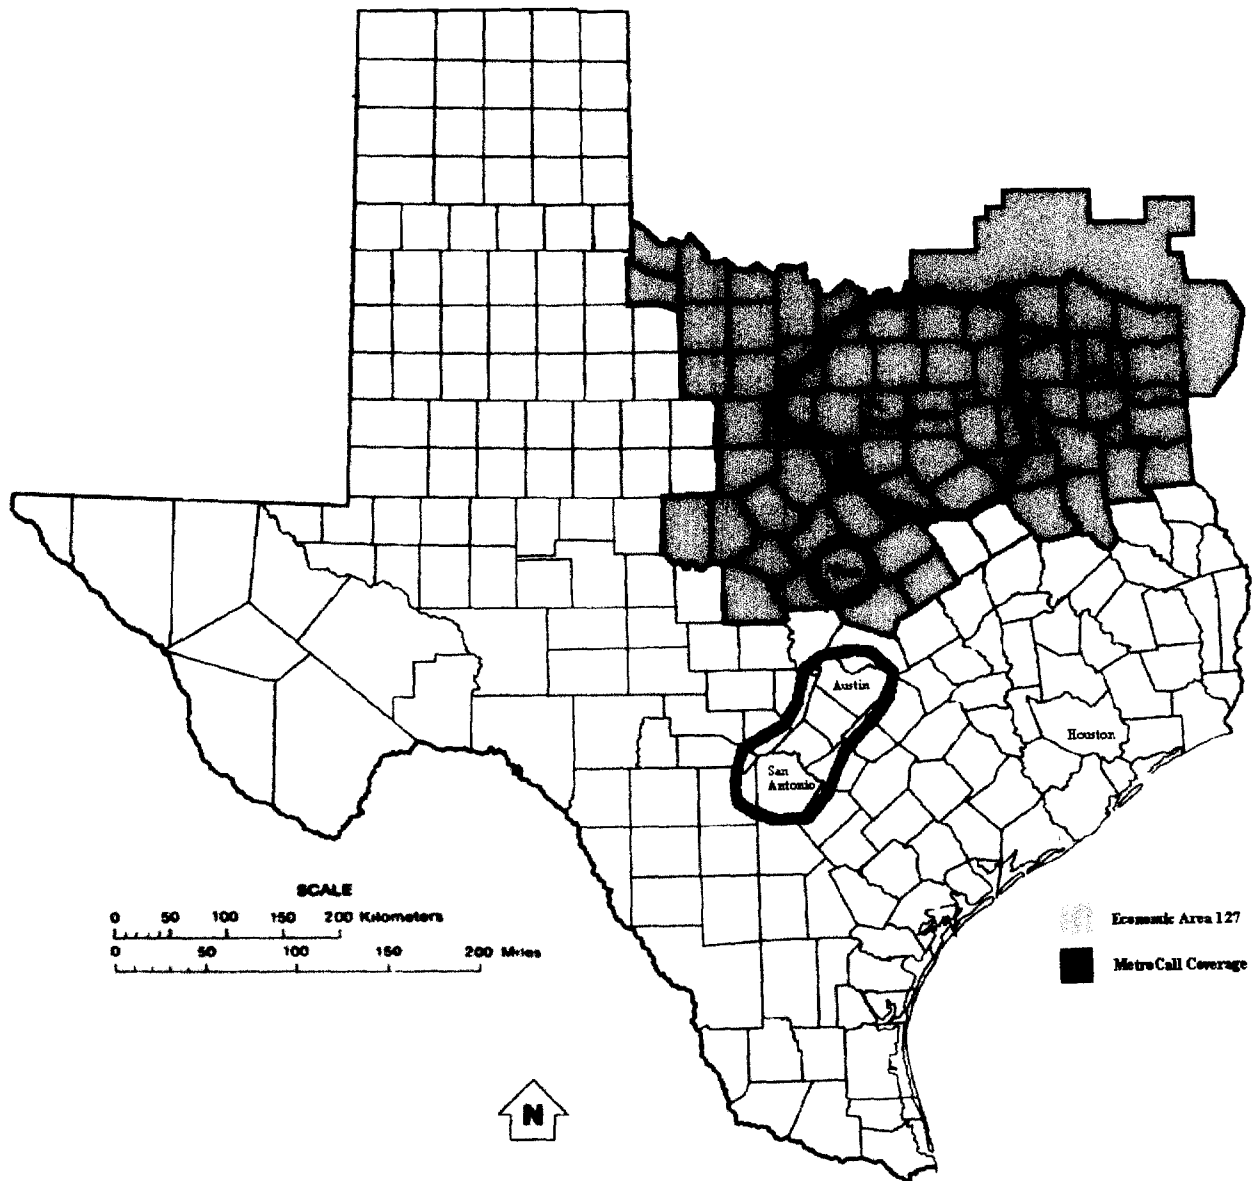 Austin
Houston
San
Antonio
SCALE
0 50 100 150 200 Kilometers
0 50 100 150 200 Miles
Economic Area 127
MetroCall Coverage
N